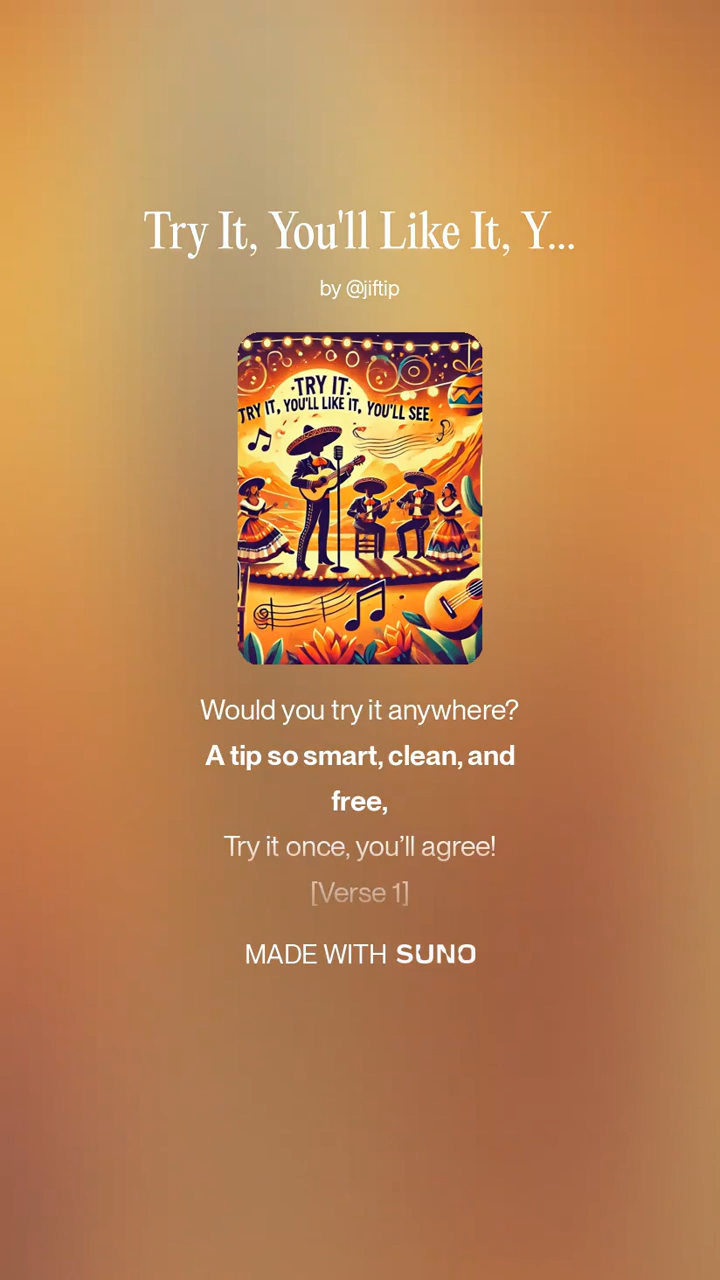 Try It, You'll Like It, Y...
by @jiftip
·TRY IT:
TRY IT, YOU'LL LIKE IT, YOU'LL SEE.
Would you try it anywhere?
A tip so smart, clean, and
free,
Try it once, you’ll agree!
[Verse 1]
MADE WITH SUNO